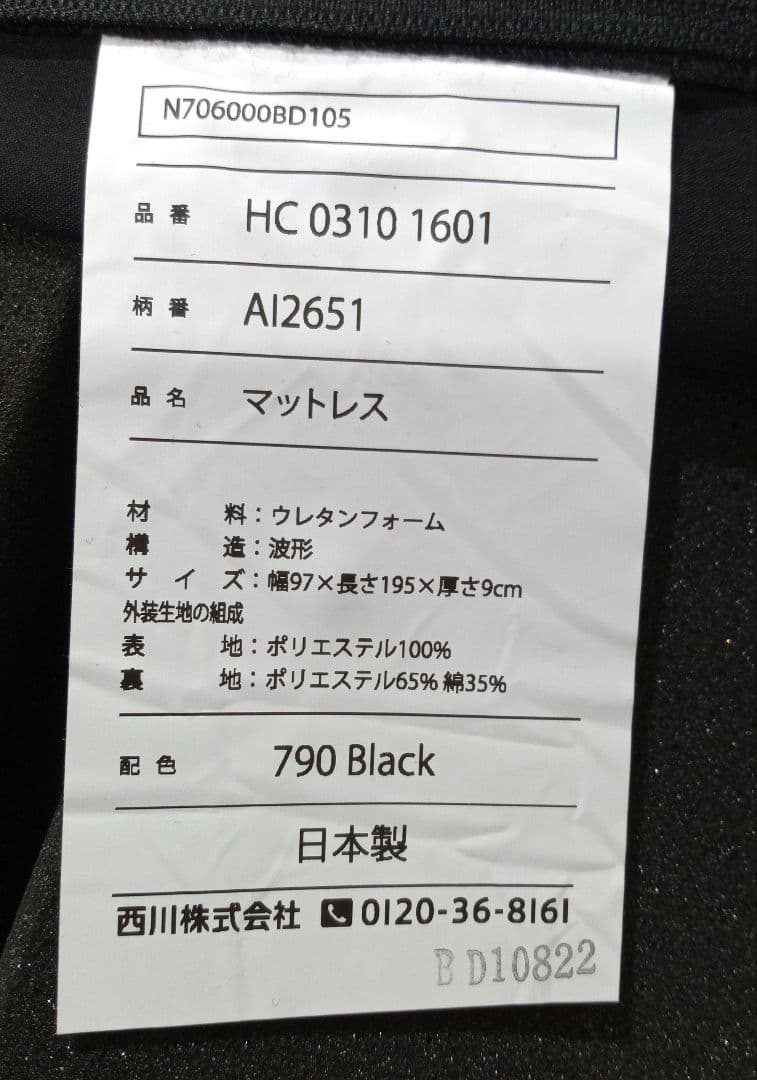 N706000BD105
品番 HC 0310 1601
柄番 AI2651
品名 マットレス
材料：ウレタンフォーム
構造：波形
サイズ：幅97×長さ195×厚さ9cm
外装生地の組成
表地：ポリエステル100%
裏地：ポリエステル65% 綿35%
配色 790 Black
日本製
西川株式会社 0120-36-8161
BD10822